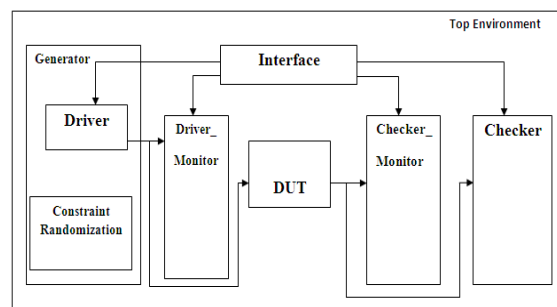 Top Environment
Generator
Interface
Driver
Driver_
Monitor
Checker_
Monitor
Checker
DUT
Constraint
Randomization